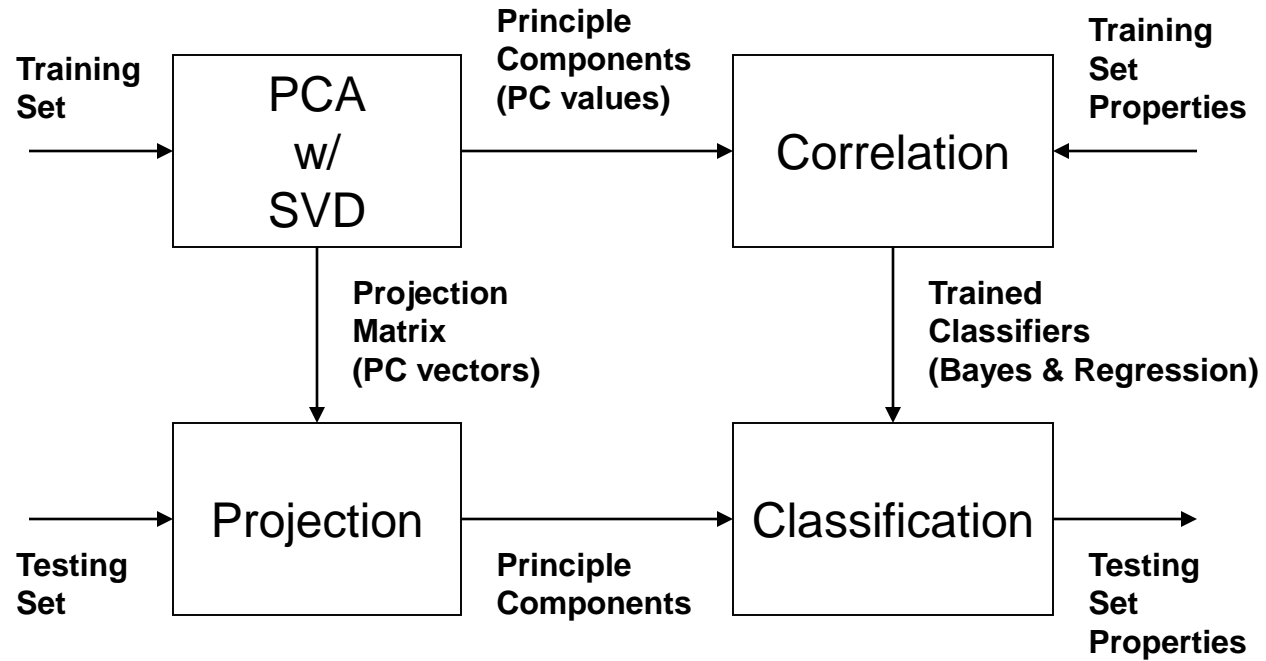 Training
Set
PCA
w/
SVD
Principle
Components
(PC values)
Correlation
Training
Set
Properties
Projection
Matrix
(PC vectors)
Trained
Classifiers
(Bayes & Regression)
Testing
Set
Projection
Principle
Components
Classification
Testing
Set
Properties